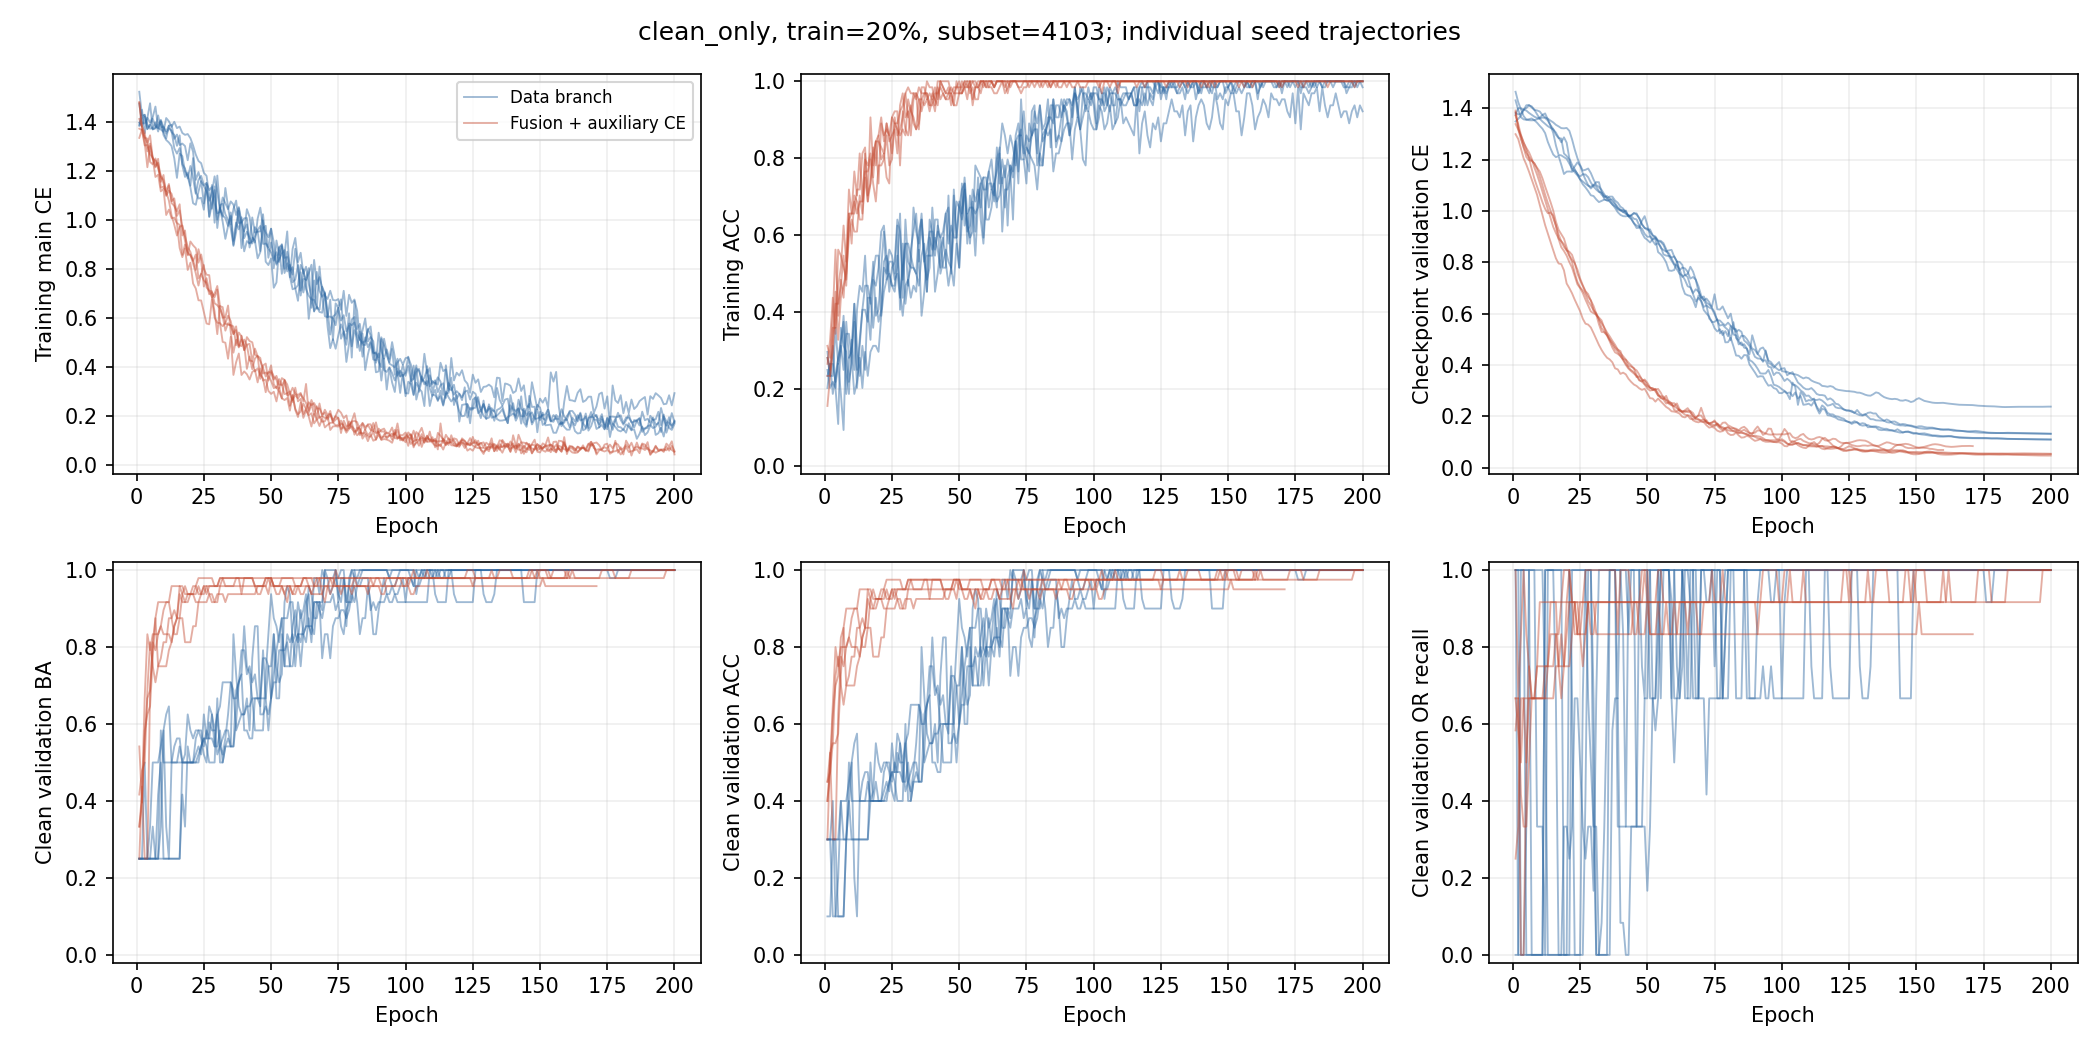 clean_only, train=20%, subset=4103; individual seed trajectories
Training main CE
1.4
1.2
1.0
0.8
0.6
0.4
0.2
0.0
Data branch
Fusion + auxiliary CE
0 25 50 75 100 125 150 175 200
Epoch
Training ACC
1.0
0.8
0.6
0.4
0.2
0.0
0 25 50 75 100 125 150 175 200
Epoch
Checkpoint validation CE
1.4
1.2
1.0
0.8
0.6
0.4
0.2
0.0
0 25 50 75 100 125 150 175 200
Epoch
Clean validation BA
1.0
0.8
0.6
0.4
0.2
0.0
0 25 50 75 100 125 150 175 200
Epoch
Clean validation ACC
1.0
0.8
0.6
0.4
0.2
0.0
0 25 50 75 100 125 150 175 200
Epoch
Clean validation OR recall
1.0
0.8
0.6
0.4
0.2
0.0
0 25 50 75 100 125 150 175 200
Epoch